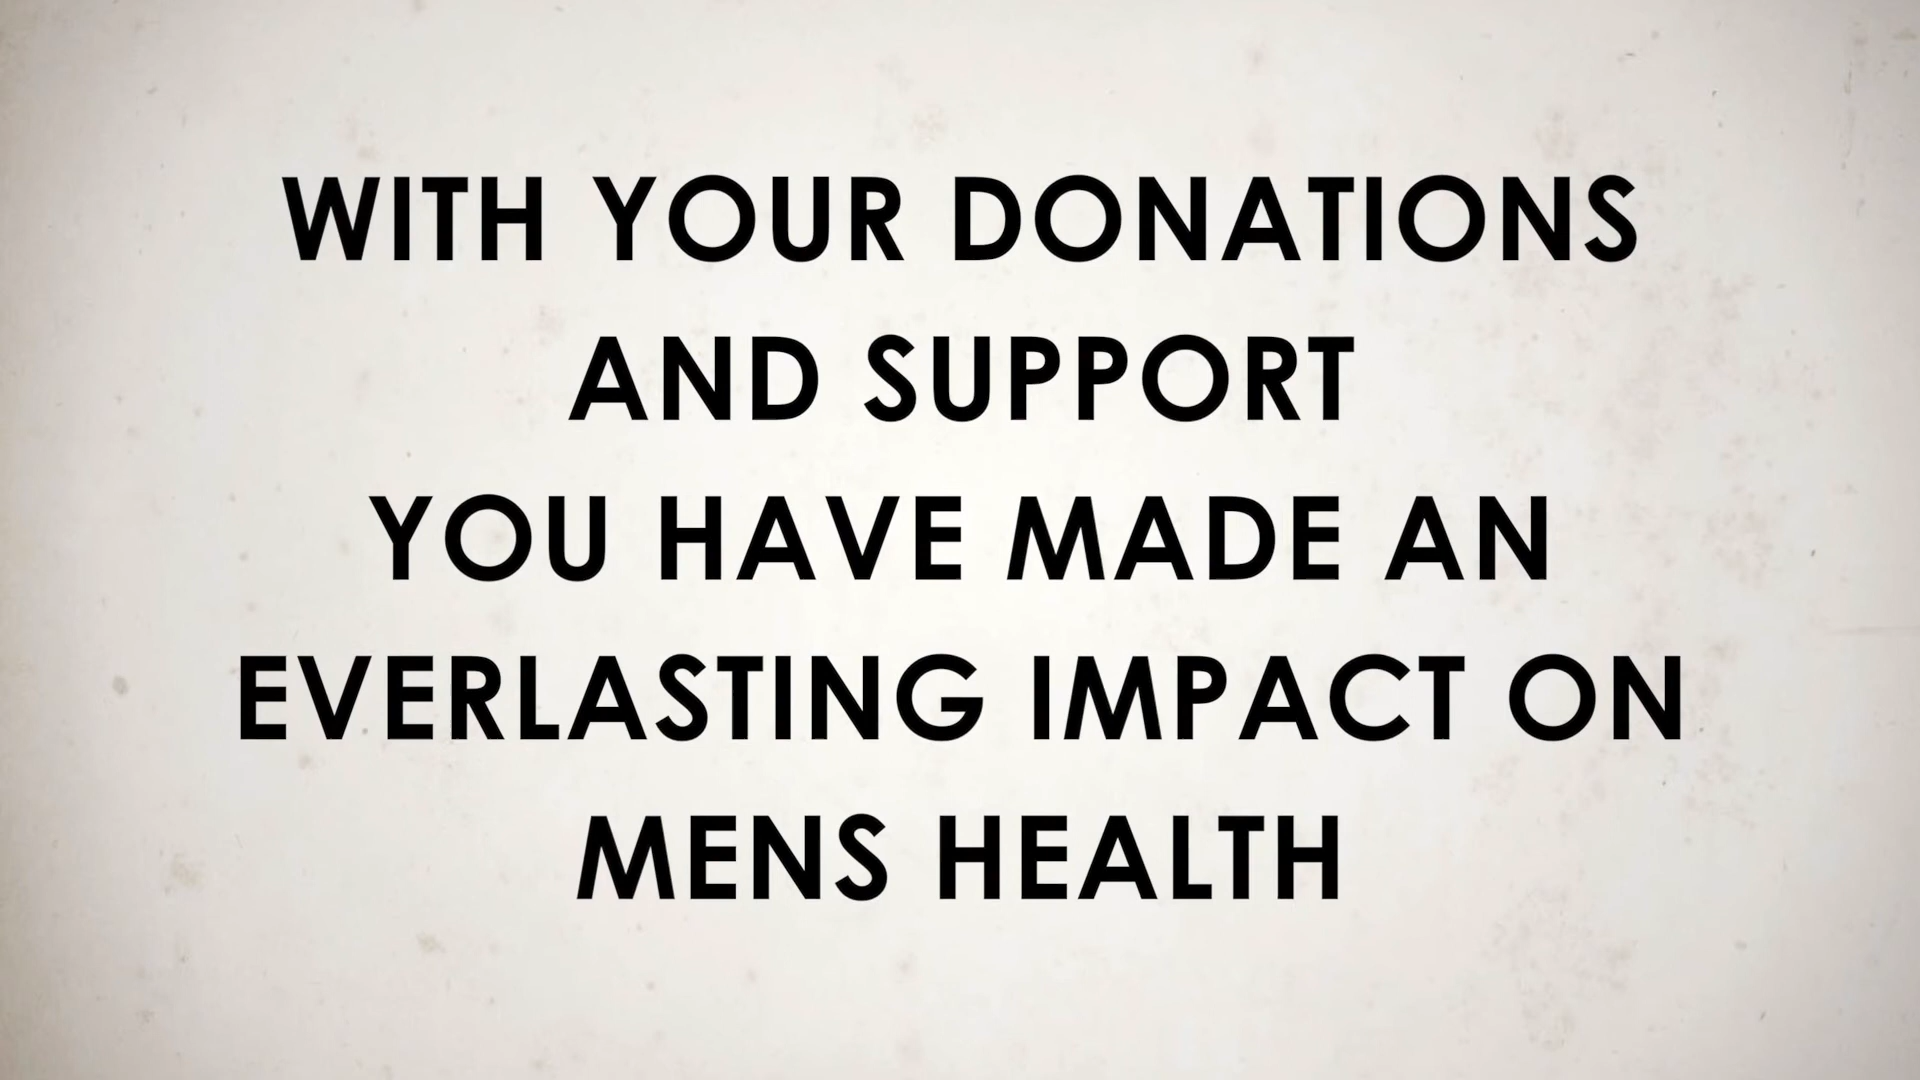 WITH YOUR DONATIONS
AND SUPPORT
YOU HAVE MADE AN
EVERLASTING IMPACT ON
MENS HEALTH